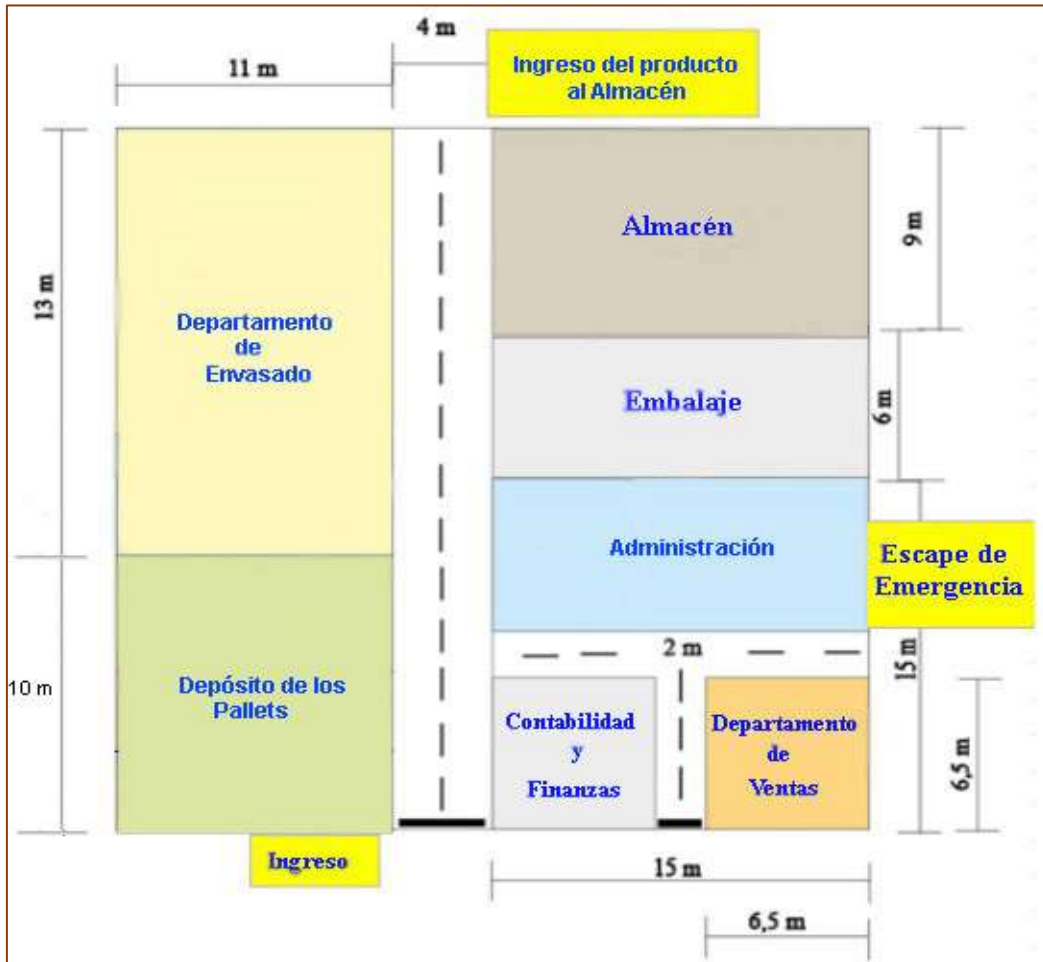 4 m
11 m
Ingreso del producto
al Almacén
13 m
Departamento
de
Envasado
Almacén
9 m
Embalaje
6 m
Administración
Escape de
Emergencia
10 m
Depósito de los
Pallets
2 m
15 m
Contabilidad
y
Finanzas
Departamento
de
Ventas
6,5 m
Ingreso
15 m
6,5 m